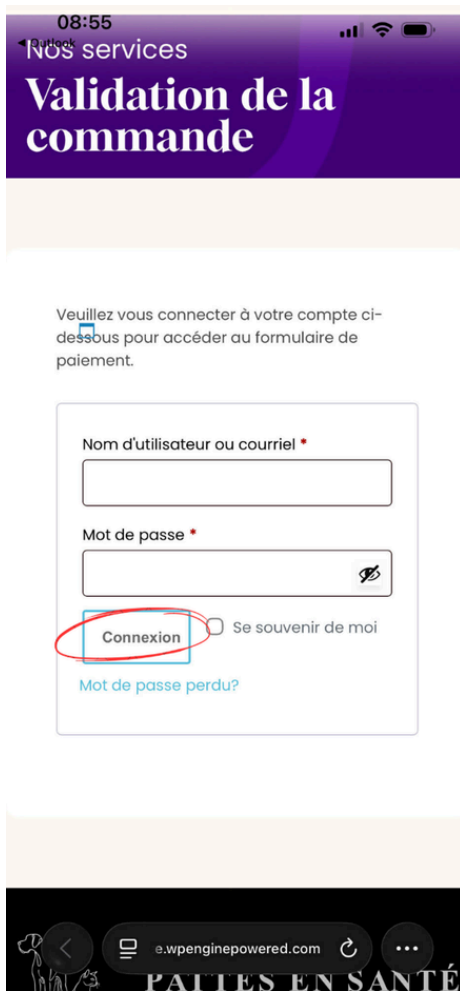 08:55
◀ Outlook
Nos services
Validation de la
commande
Veuillez vous connecter à votre compte ci-
dessous pour accéder au formulaire de
paiement.
Nom d'utilisateur ou courriel *
Mot de passe *
Connexion
Se souvenir de moi
Mot de passe perdu?
e.wpenginepowered.com
PATTES EN SANTÉ